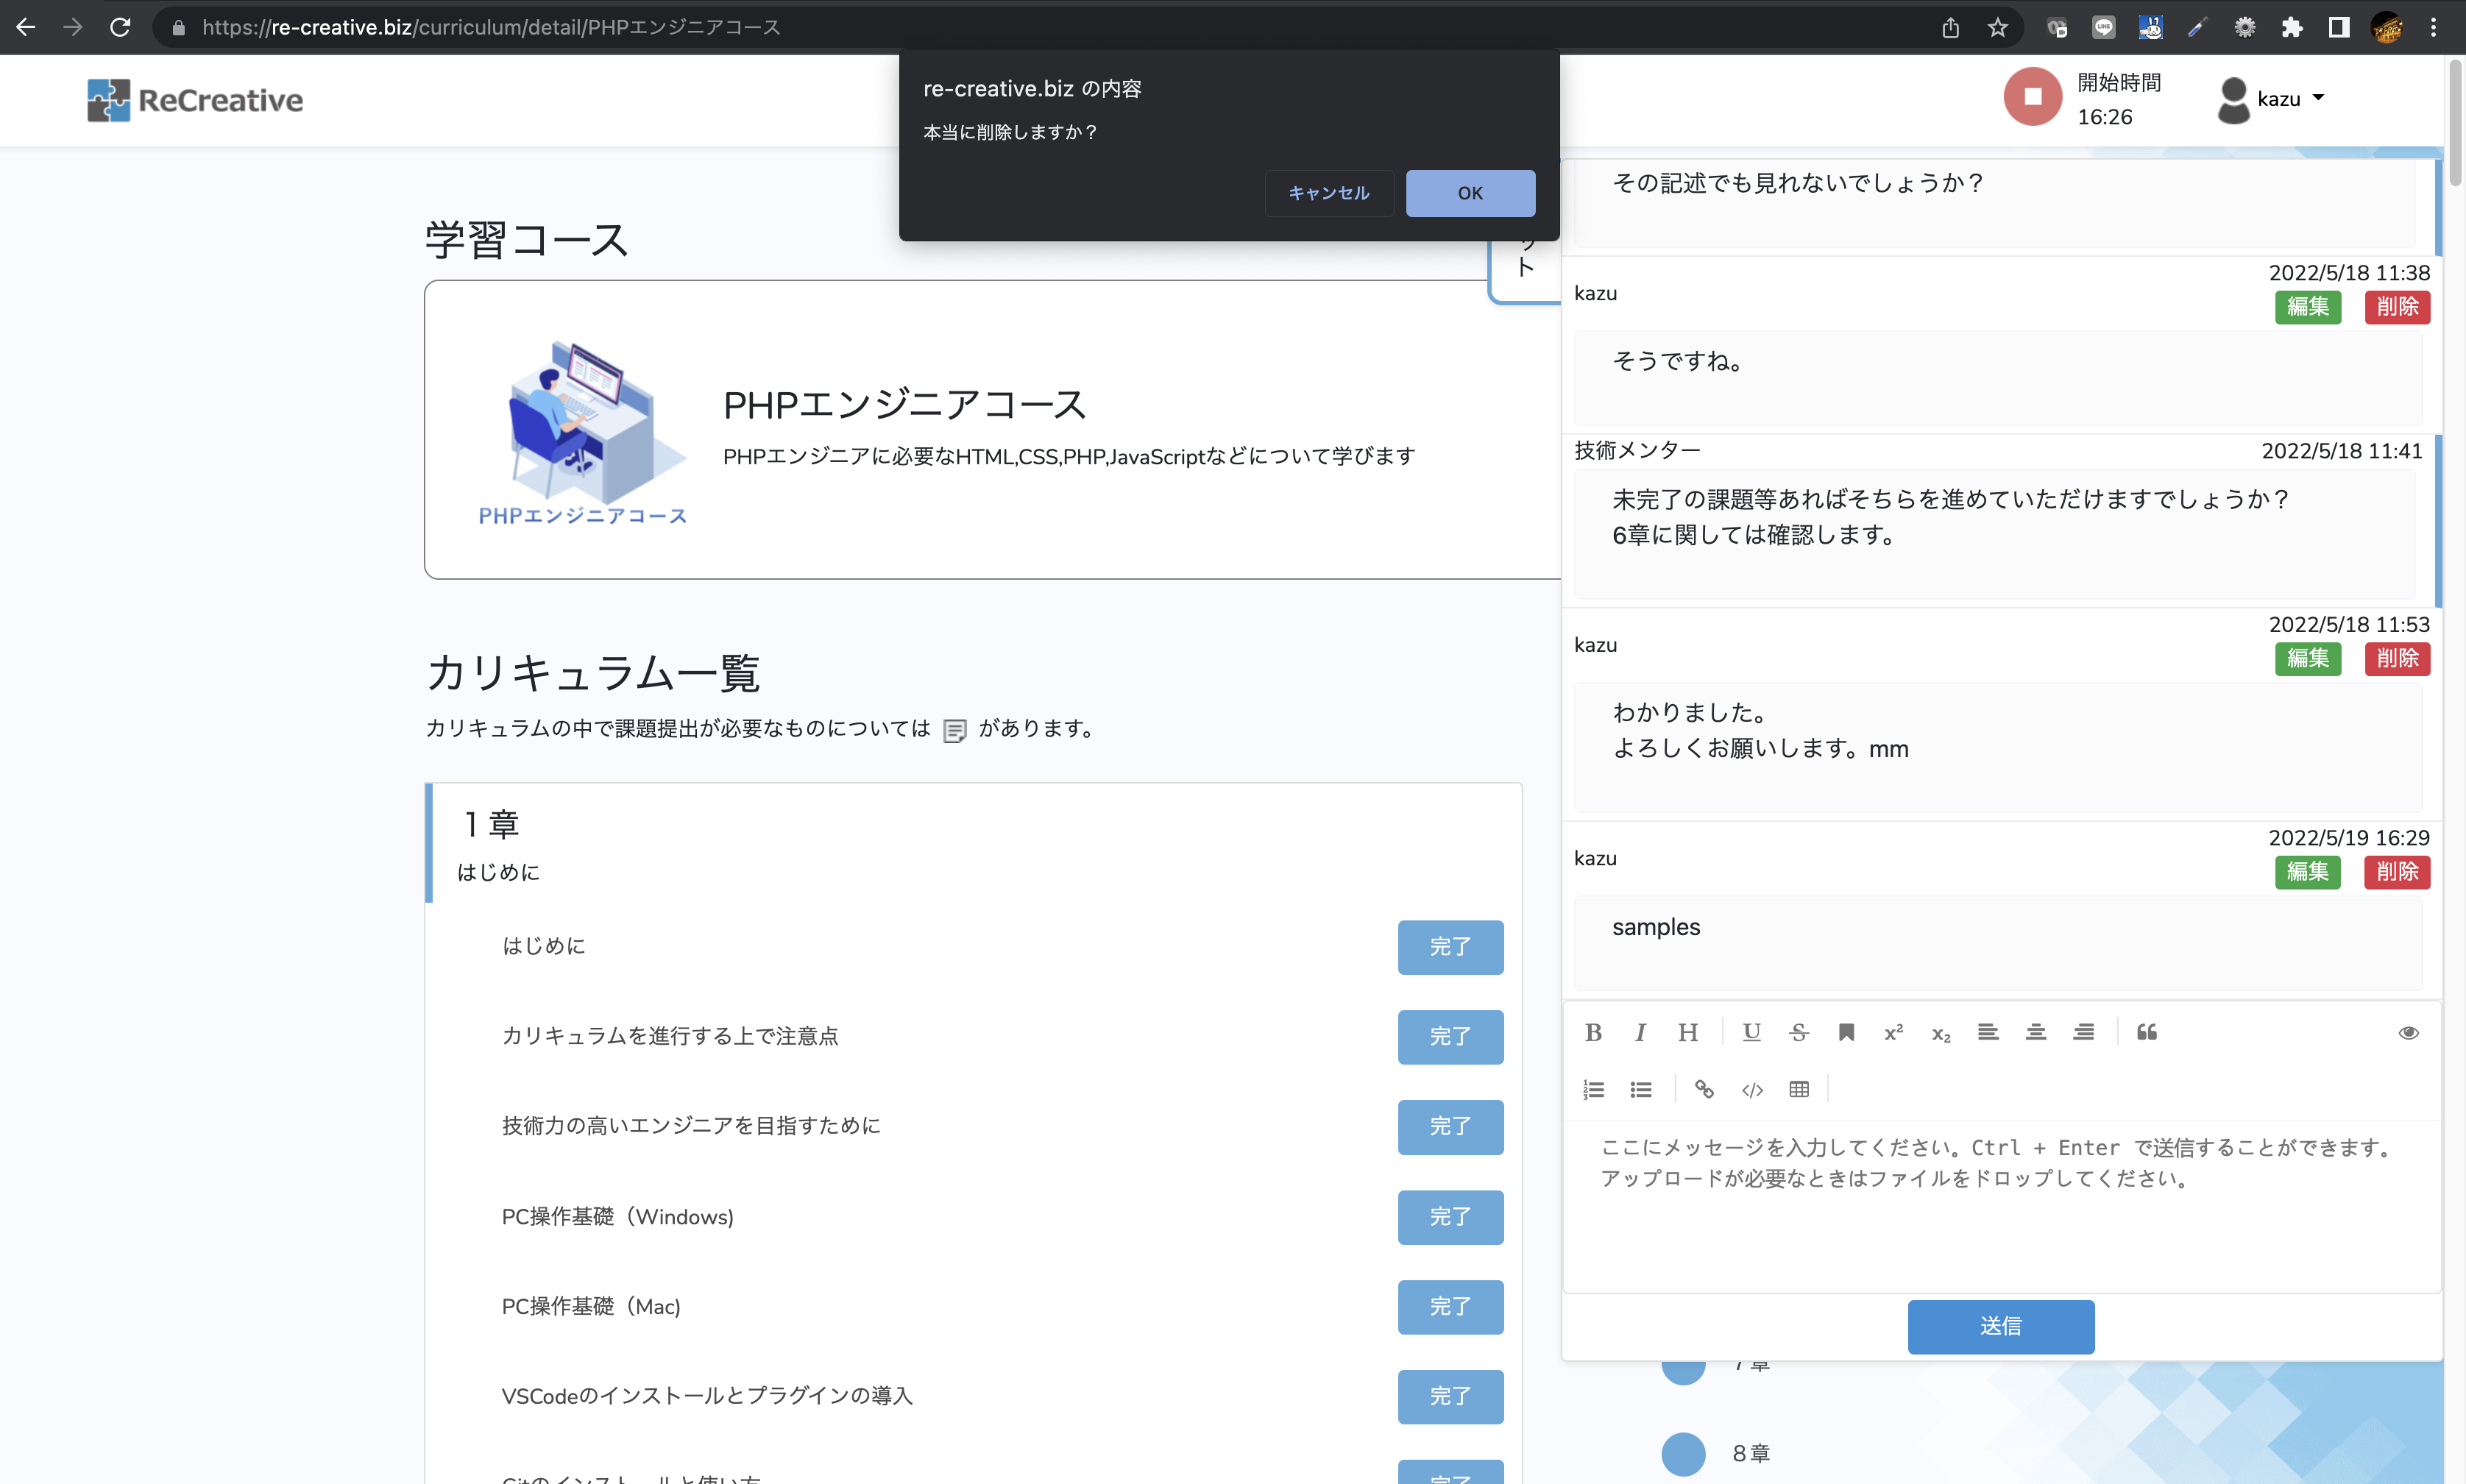 https://re-creative.biz/curriculum/detail/PHPエンジニアコース
ReCreative
開始時間
16:26
kazu
re-creative.biz の内容
本当に削除しますか？
キャンセル
OK
ット
学習コース
PHPエンジニアコース
PHPエンジニアに必要なHTML,CSS,PHP,JavaScriptなどについて学びます
PHPエンジニアコース
カリキュラム一覧
カリキュラムの中で課題提出が必要なものについては があります。
１章
はじめに
はじめに 完了
カリキュラムを進行する上で注意点 完了
技術力の高いエンジニアを目指すために 完了
PC操作基礎（Windows) 完了
PC操作基礎（Mac) 完了
VSCodeのインストールとプラグインの導入 完了
Gitのインストールと使い方 完了
その記述でも見れないでしょうか？
2022/5/18 11:38
kazu
編集 削除
そうですね。
技術メンター 2022/5/18 11:41
未完了の課題等あればそちらを進めていただけますでしょうか？
6章に関しては確認します。
2022/5/18 11:53
kazu
編集 削除
わかりました。
よろしくお願いします。mm
2022/5/19 16:29
kazu
編集 削除
samples
ここにメッセージを入力してください。Ctrl + Enter で送信することができます。
アップロードが必要なときはファイルをドロップしてください。
送信
７章
８章